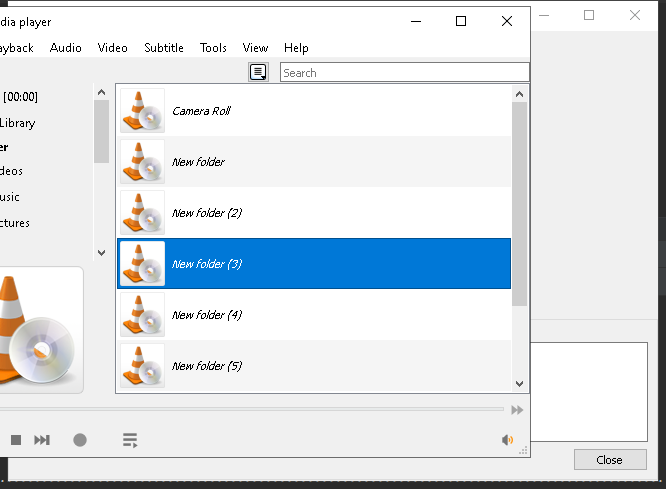 dia player
ayback Audio Video Subtitle Tools View Help
Search
[00:00]
Library
er
deos
usic
ctures
Camera Roll
New folder
New folder (2)
New folder (3)
New folder (4)
New folder (5)
Close